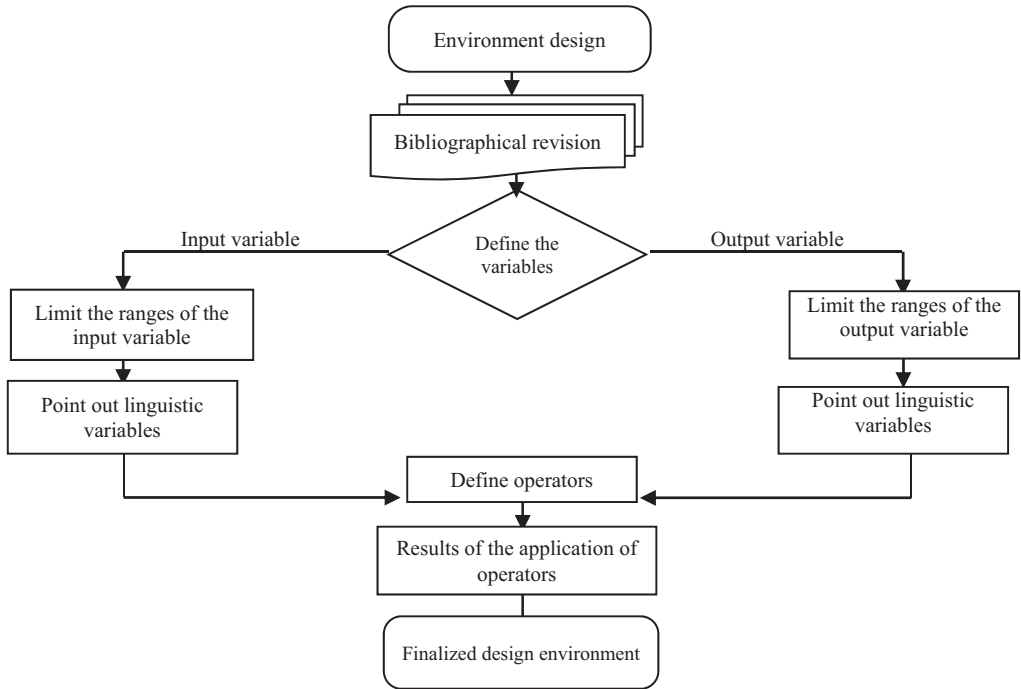 Environment design
Bibliographical revision
Input variable
Define the
variables
Output variable
Limit the ranges of the
input variable
Limit the ranges of the
output variable
Point out linguistic
variables
Point out linguistic
variables
Define operators
Results of the application of
operators
Finalized design environment